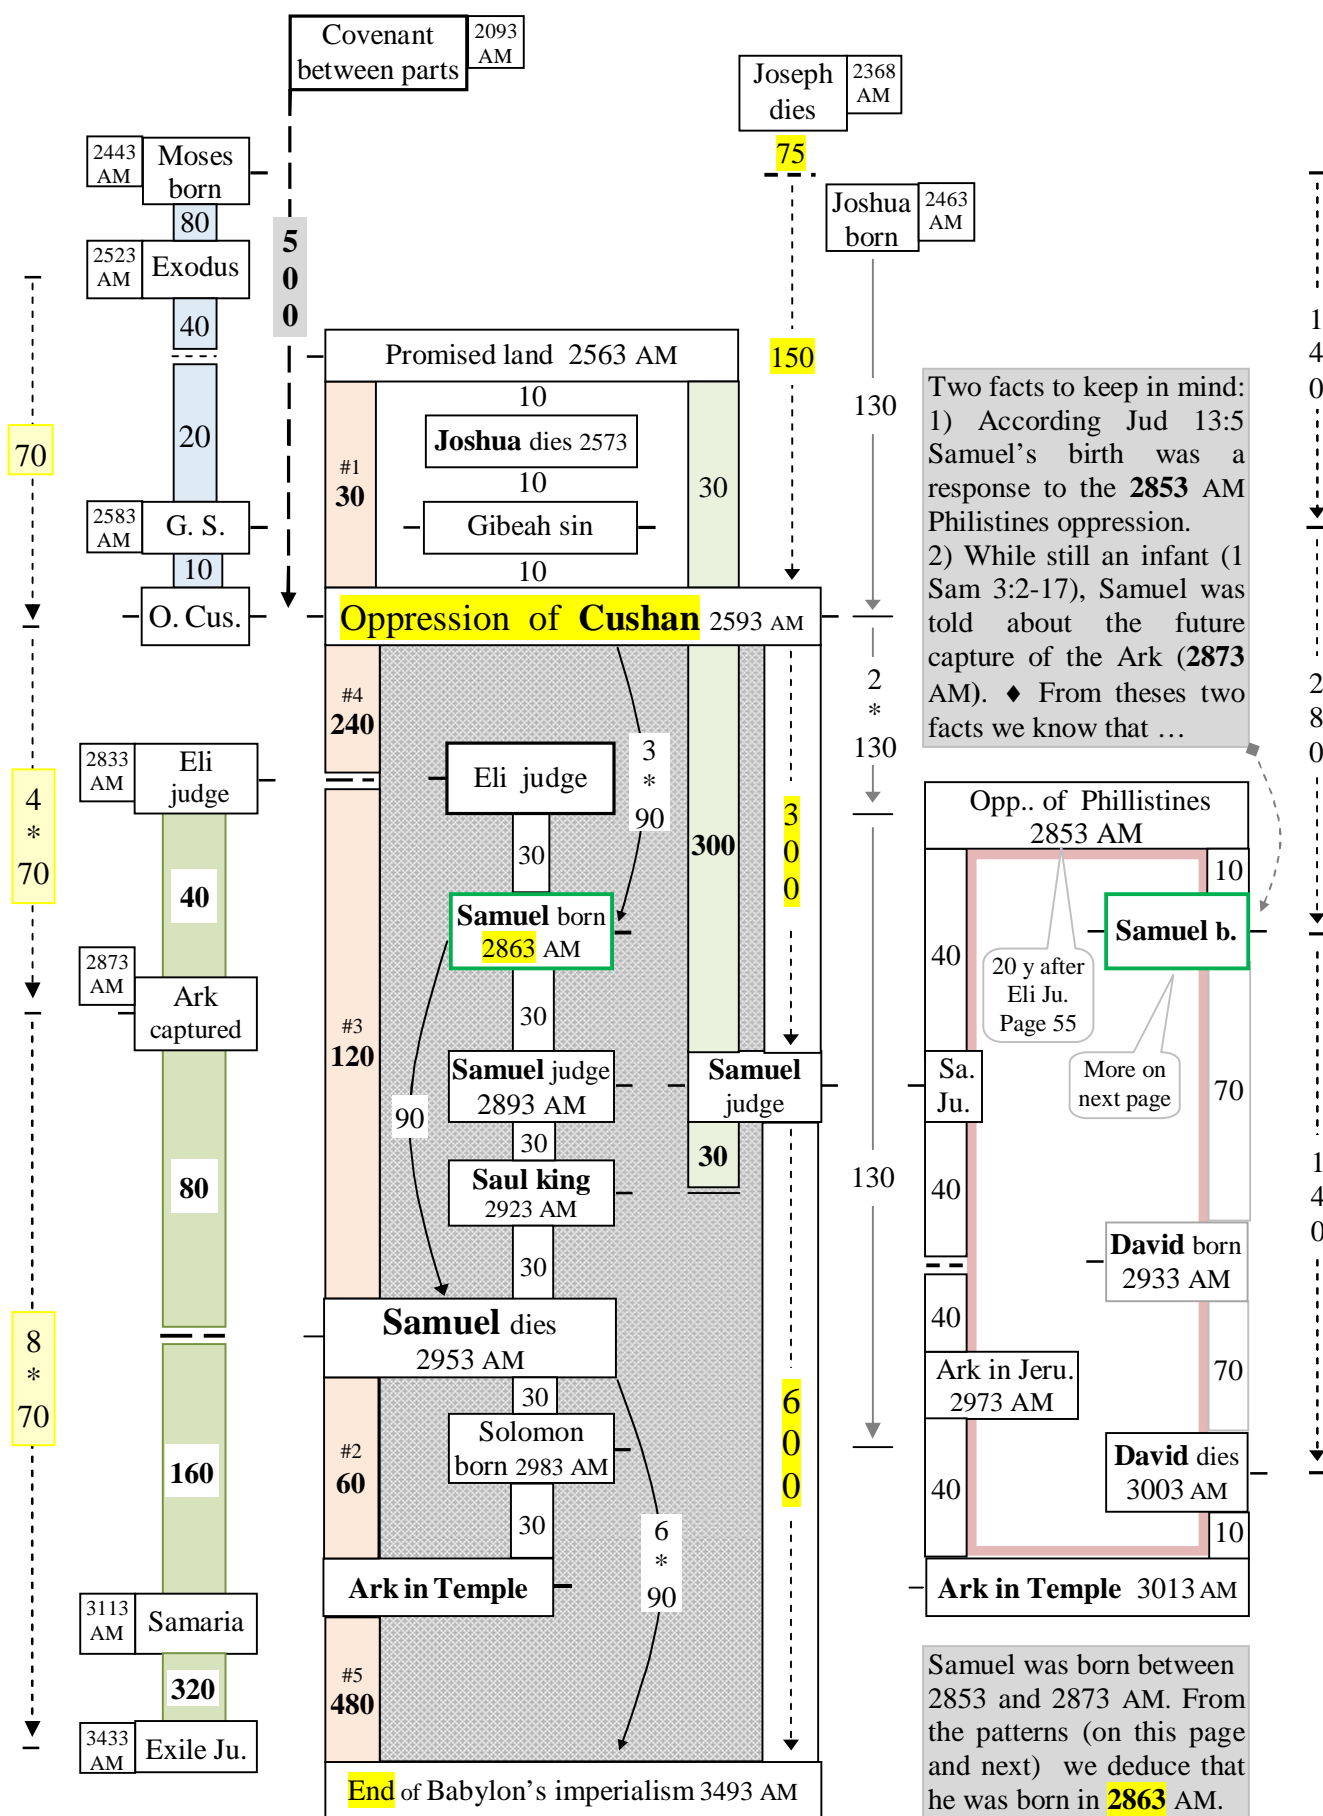 Covenant
between parts
2093
AM
Joseph
dies
2368
AM
75
2443
AM
Moses
born
80
2523
AM
Exodus
40
20
2583
AM
G. S.
10
O. Cus.
70
5
0
0
Joshua
born
2463
AM
150
130
1
4
0
Promised land 2563 AM
10
Joshua dies 2573
10
Gibeah sin
10
#1
30
30
Two facts to keep in mind:
1) According Jud 13:5
Samuel's birth was a
response to the 2853 AM
Philistines oppression.
2) While still an infant (1
Sam 3:2-17), Samuel was
told about the future
capture of the Ark (2873
AM). ♦ From theses two
facts we know that …
Oppression of Cushan 2593 AM
#4
240
3
*
90
2
*
130
2
8
0
2833
AM
Eli
judge
4
*
70
40
2873
AM
Ark
captured
80
Eli judge
30
Samuel born
2863 AM
30
#3
120
90
Samuel judge
2893 AM
30
Saul king
2923 AM
30
300
3
0
0
Samuel
judge
30
130
Opp.. of Phillistines
2853 AM
10
40
Samuel b.
20 y after
Eli Ju.
Page 55
More on
next page
Sa.
Ju.
70
40
David born
2933 AM
1
4
0
40
70
Ark in Jeru.
2973 AM
40
David dies
3003 AM
10
Ark in Temple 3013 AM
Samuel dies
2953 AM
30
Solomon
born 2983 AM
30
#2
60
6
*
90
6
0
0
Ark in Temple
8
*
70
160
3113
AM
Samaria
320
3433
AM
Exile Ju.
#5
480
End of Babylon's imperialism 3493 AM
Samuel was born between
2853 and 2873 AM. From
the patterns (on this page
and next) we deduce that
he was born in 2863 AM.